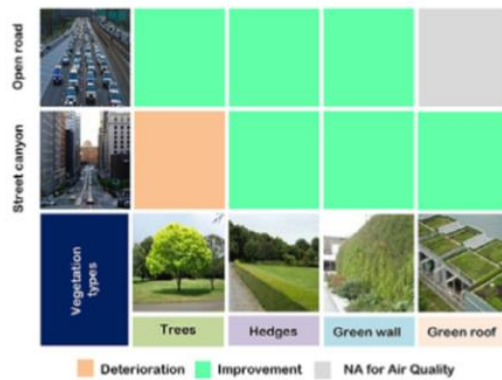 Open road
Street canyon
Vegetation types
Trees
Hedges
Green wall
Green roof
Deterioration
Improvement
NA for Air Quality